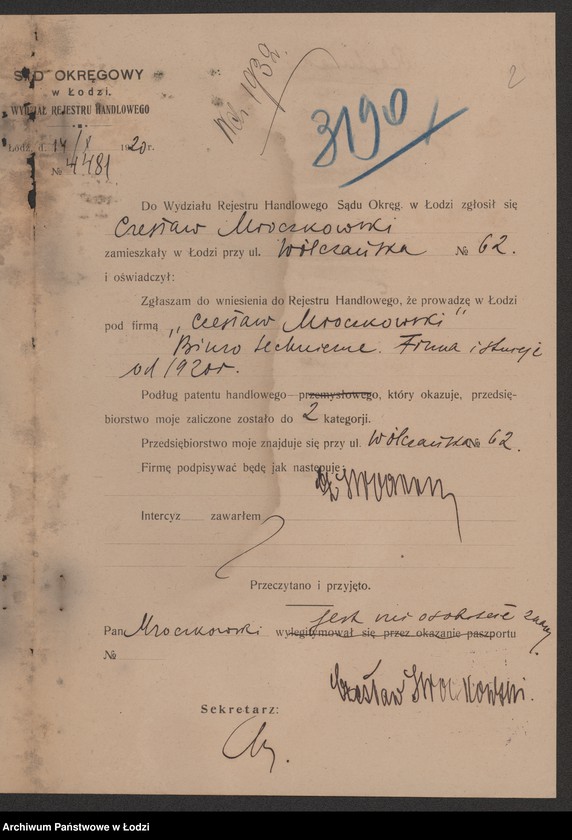 2
SĄD OKRĘGOWY
w Łodzi.
WYDZIAŁ REJESTRU HANDLOWEGO
Łódź, d. 14/X 1920 r.
№ 4481
3190
Do Wydziału Rejestru Handlowego Sądu Okręg. w Łodzi zgłosił się
Czesław Mroczkowski
zamieszkały w Łodzi przy ul. Wólczańska № 62.
i oświadczył:
Zgłaszam do wniesienia do Rejestru Handlowego, że prowadzę w Łodzi
pod firmą „Czesław Mroczkowski"
Biuro techniczne. Firma istnieje
od 1920 r.
Podług patentu handlowego przemysłowego, który okazuje, przedsię-
biorstwo moje zaliczone zostało do 2 kategorji.
Przedsiębiorstwo moje znajduje się przy ul. Wólczańska № 62.
Firmę podpisywać będę jak następuje:
Intercyz zawarłem
Przeczytano i przyjęto.
jest mi osobiście znany.
Pan Mroczkowski wylegitymował się przez okazanie paszportu
№
Czesław Mroczkowski.
Sekretarz:
Archiwum Państwowe w Łodzi